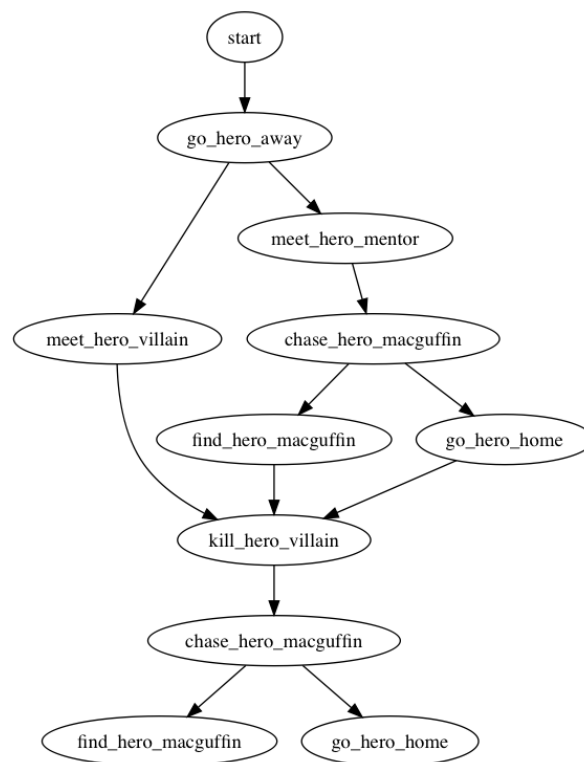 start
go_hero_away
meet_hero_mentor
meet_hero_villain
chase_hero_macguffin
find_hero_macguffin
go_hero_home
kill_hero_villain
chase_hero_macguffin
find_hero_macguffin
go_hero_home